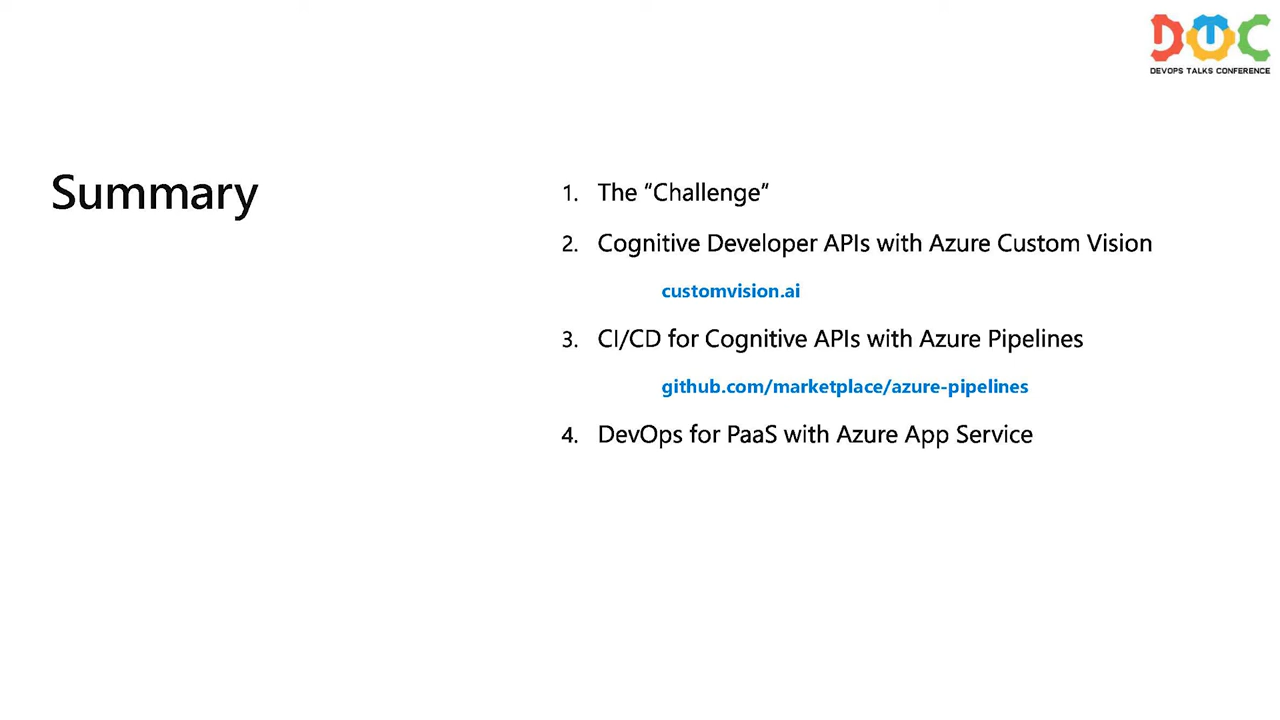 DTC
DEVOPS TALKS CONFERENCE
Summary
1. The “Challenge”
2. Cognitive Developer APIs with Azure Custom Vision
customvision.ai
3. CI/CD for Cognitive APIs with Azure Pipelines
github.com/marketplace/azure-pipelines
4. DevOps for PaaS with Azure App Service